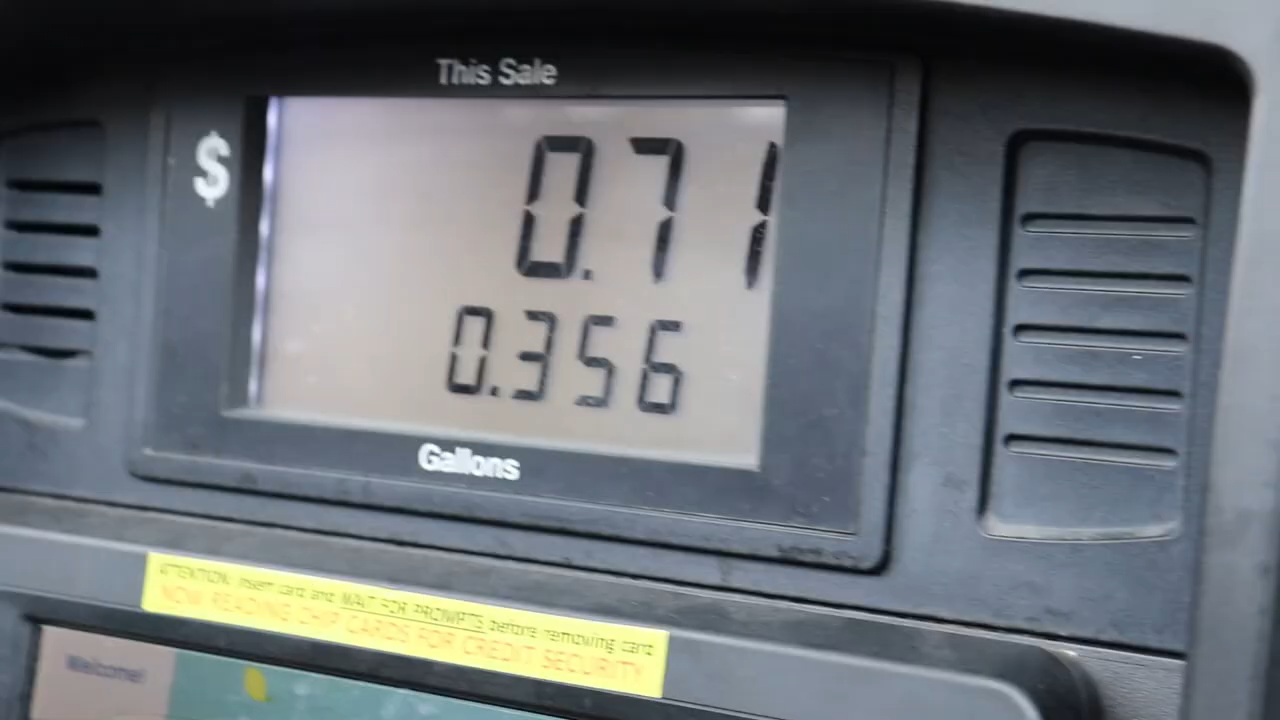 This Sale
$
0.71
0.356
Gallons
ATTENTION: Insert card and WAIT FOR PROMPTS before removing card
NOW READING CHIP CARDS FOR CREDIT SECURITY
Welcome!